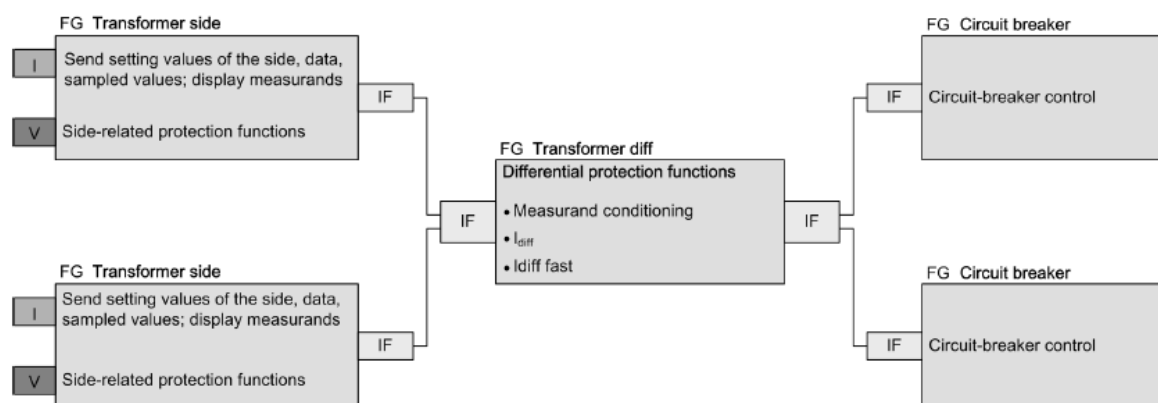 FG Transformer side
I
Send setting values of the side, data,
sampled values; display measurands
IF
V
Side-related protection functions
FG Circuit breaker
IF
Circuit-breaker control
FG Transformer diff
Differential protection functions
IF
• Measurand conditioning
• Idiff
• Idiff fast
IF
FG Transformer side
I
Send setting values of the side, data,
sampled values; display measurands
IF
V
Side-related protection functions
FG Circuit breaker
IF
Circuit-breaker control